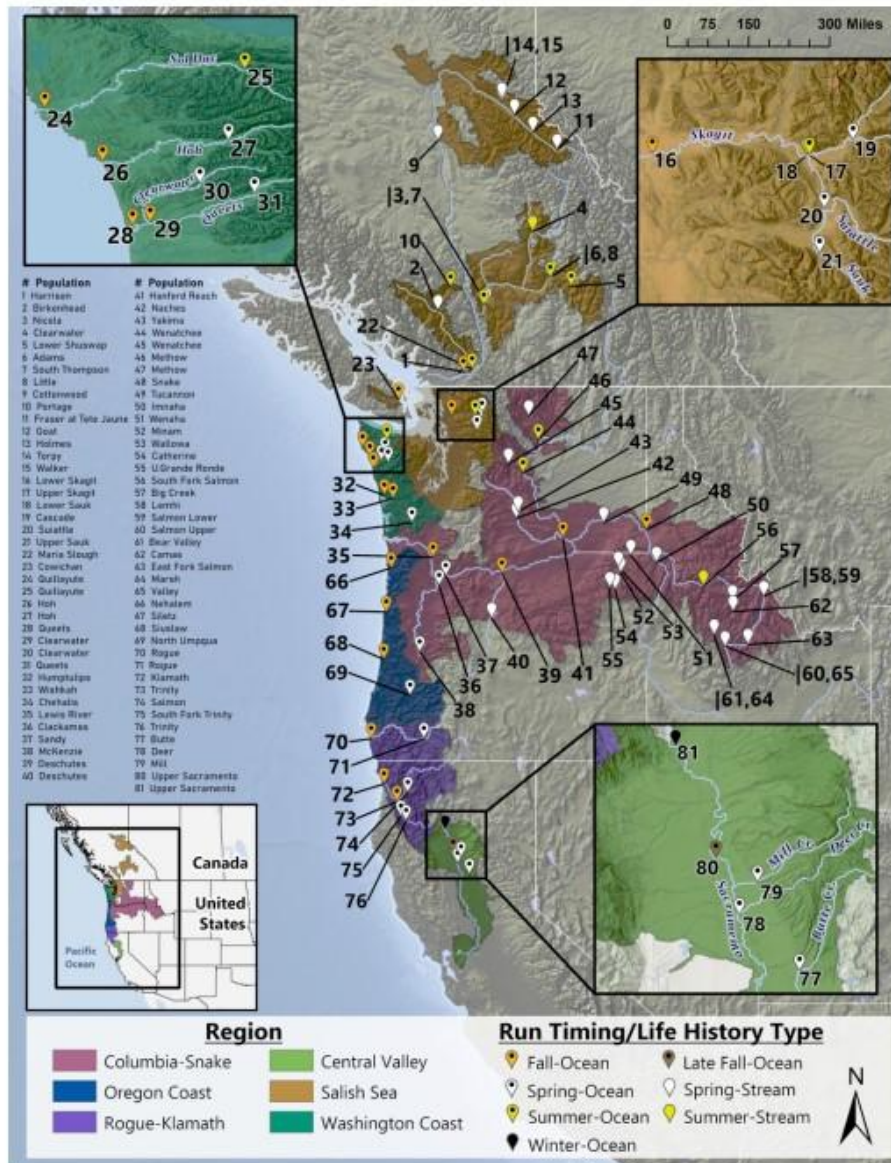 0 75 150 300 Miles
Sol Duc
25
24
26
Hoh
27
Clearwater
30
Queets
31
28
29
|14,15
12
13
11
9
|3,7
4
10
|6,8
2
5
22
1
23
16
Skagit
18
17
19
20
Suiattle
21
Sauk
# Population # Population
1 Harrison 41 Hanford Reach
2 Birkenhead 42 Naches
3 Nicola 43 Yakima
4 Clearwater 44 Wenatchee
5 Lower Shuswap 45 Wenatchee
6 Adams 46 Methow
7 South Thompson 47 Methow
8 Little 48 Snake
9 Cottonwood 49 Tucannon
10 Portage 50 Imnaha
11 Fraser at Tete Jaune 51 Wenaha
12 Goat 52 Minam
13 Holmes 53 Wallowa
14 Torpy 54 Catherine
15 Walker 55 U.Grande Ronde
16 Lower Skagit 56 South Fork Salmon
17 Upper Skagit 57 Big Creek
18 Lower Sauk 58 Lemhi
19 Cascade 59 Salmon Lower
20 Suiattle 60 Salmon Upper
21 Upper Sauk 61 Bear Valley
22 Maria Slough 62 Camas
23 Cowichan 63 East Fork Salmon
24 Quillayute 64 Marsh
25 Quillayute 65 Valley
26 Hoh 66 Nehalem
27 Hoh 67 Siletz
28 Queets 68 Siuslaw
29 Clearwater 69 North Umpqua
30 Clearwater 70 Rogue
31 Queets 71 Rogue
32 Humptulips 72 Klamath
33 Wishkah 73 Trinity
34 Chehalis 74 Salmon
35 Lewis River 75 South Fork Trinity
36 Clackamas 76 Trinity
37 Sandy 77 Butte
38 McKenzie 78 Deer
39 Deschutes 79 Mill
40 Deschutes 80 Upper Sacramento
81 Upper Sacramento
47
46
45
44
43
42
49
48
50
56
57
|58,59
32
33
34
35
66
67
68
69
36
37
38
40
39
41
55
54
52
53
51
62
63
|60,65
|61,64
70
71
72
73
74
75
76
81
80
Mill Cr
Deer Cr
79
78
Sacramento
Butte Cr
77
Canada
United
States
Pacific
Ocean
Region
Columbia-Snake
Central Valley
Oregon Coast
Salish Sea
Rogue-Klamath
Washington Coast
Run Timing/Life History Type
Fall-Ocean
Late Fall-Ocean
Spring-Ocean
Spring-Stream
Summer-Ocean
Summer-Stream
Winter-Ocean
N